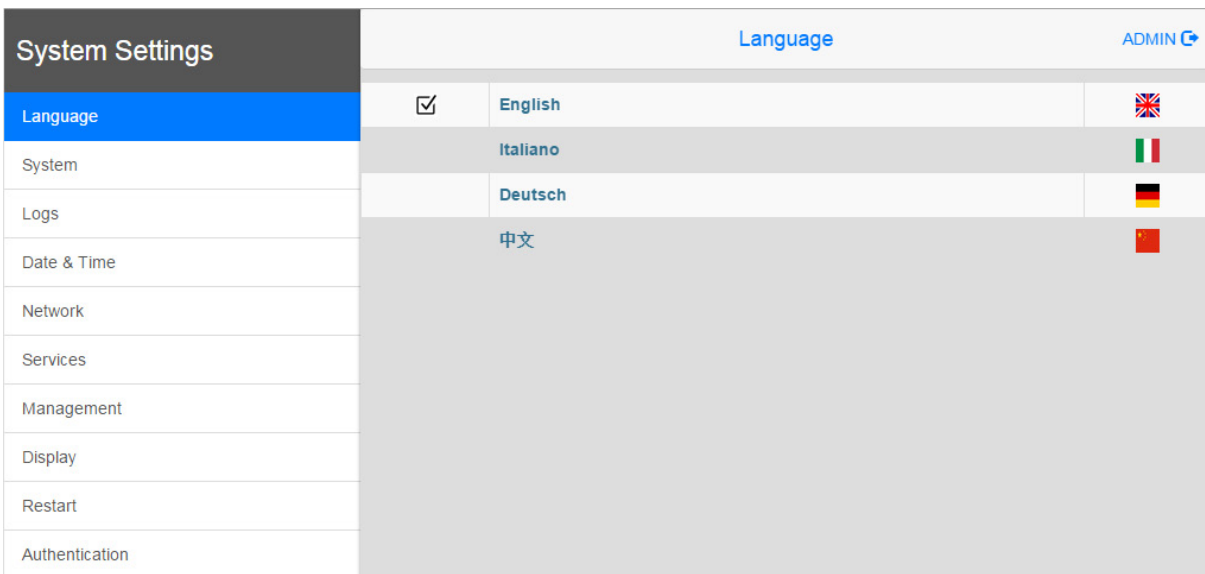 System Settings
Language
System
Logs
Date & Time
Network
Services
Management
Display
Restart
Authentication
Language
ADMIN
English
Italiano
Deutsch
中文